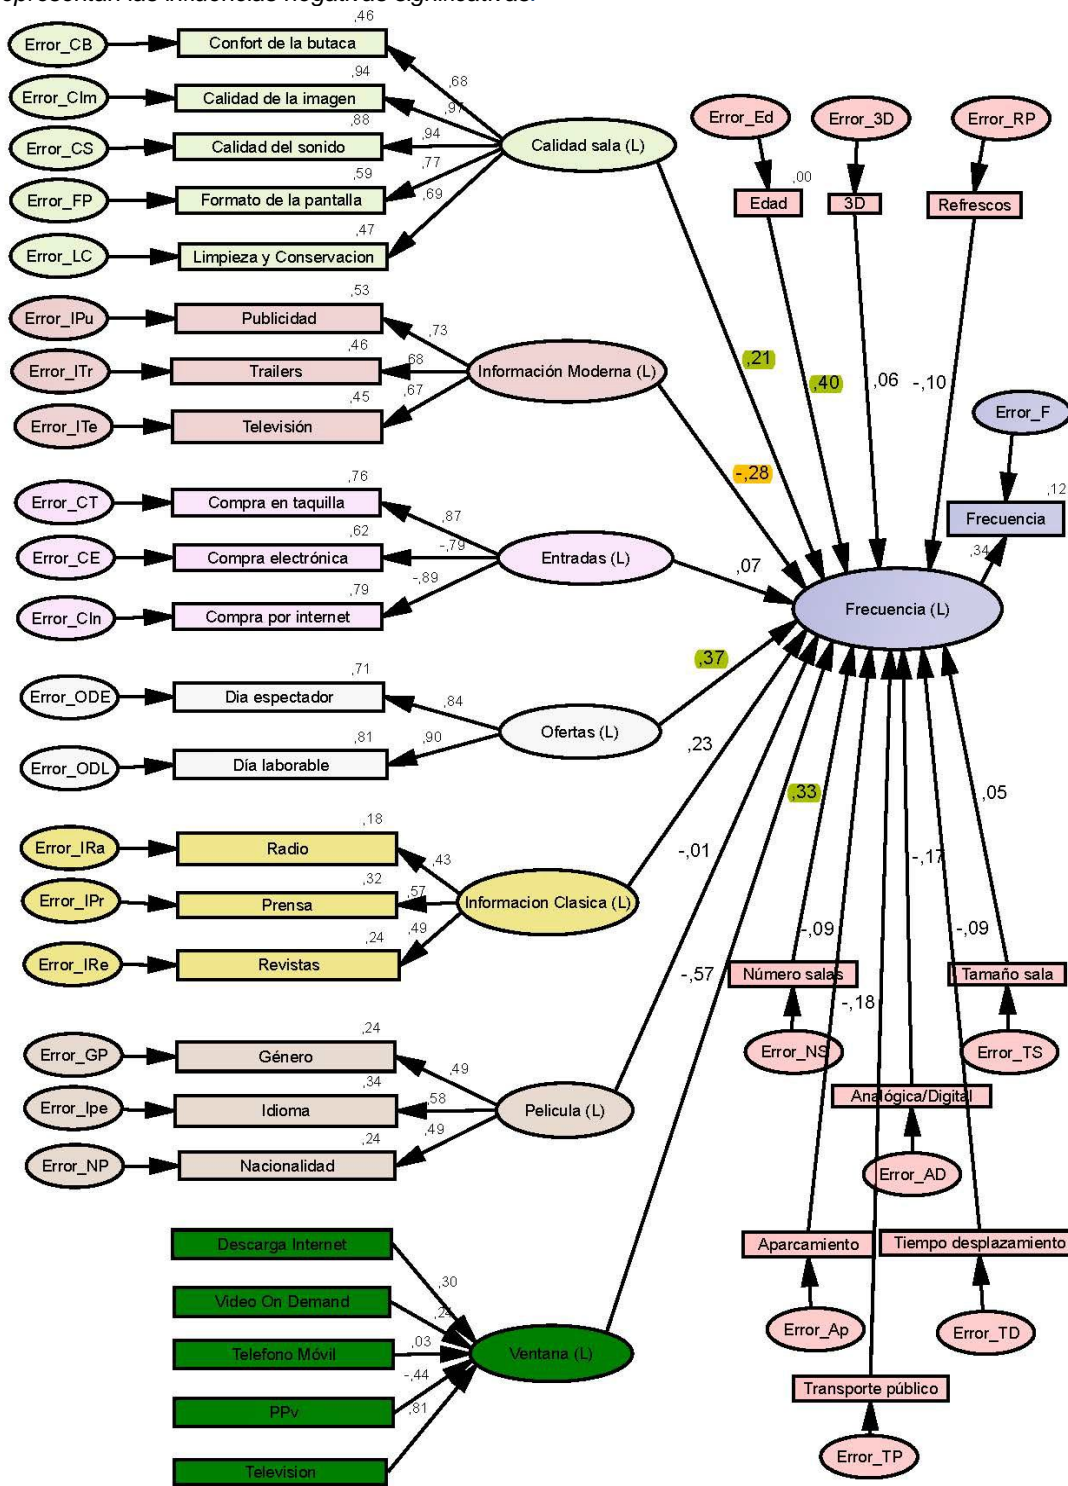 epresentan las influencias negativas significativas.
,46
Error_CB
Confort de la butaca
,68
,94
Error_CIm
Calidad de la imagen
,97
,88
Error_CS
Calidad del sonido
,94
Calidad sala (L)
,77
,59
Error_FP
Formato de la pantalla
,69
,47
Error_LC
Limpieza y Conservacion
Error_Ed
Error_3D
Error_RP
,00
Edad
3D
Refrescos
,53
Error_IPu
Publicidad
,73
,46
Error_ITr
Trailers
,68
Información Moderna (L)
,67
,45
Error_ITe
Televisión
,21
,40
,06
-,10
-,28
Error_F
,12
Frecuencia
,34
Frecuencia (L)
,76
Error_CT
Compra en taquilla
,87
,62
Error_CE
Compra electrónica
-,79
Entradas (L)
,07
-,89
,79
Error_CIn
Compra por internet
,71
Error_ODE
Dia espectador
,84
Ofertas (L)
,37
,81
,90
Error_ODL
Día laborable
,23
,33
,05
,18
Error_IRa
Radio
,43
-,01
-,17
,32
Error_IPr
Prensa
,57
Informacion Clasica (L)
,49
,24
Error_IRe
Revistas
-,57
-,09
-,09
Número salas
Tamaño sala
-,18
Error_NS
Error_TS
,24
Error_GP
Género
,49
,34
Error_Ipe
Idioma
,58
Pelicula (L)
,49
,24
Error_NP
Nacionalidad
Analógica/Digital
Error_AD
Descarga Internet
,30
Video On Demand
,24
Telefono Móvil
,03
Ventana (L)
-,44
PPv
,81
Television
Aparcamiento
Tiempo desplazamiento
Error_Ap
Error_TD
Transporte público
Error_TP